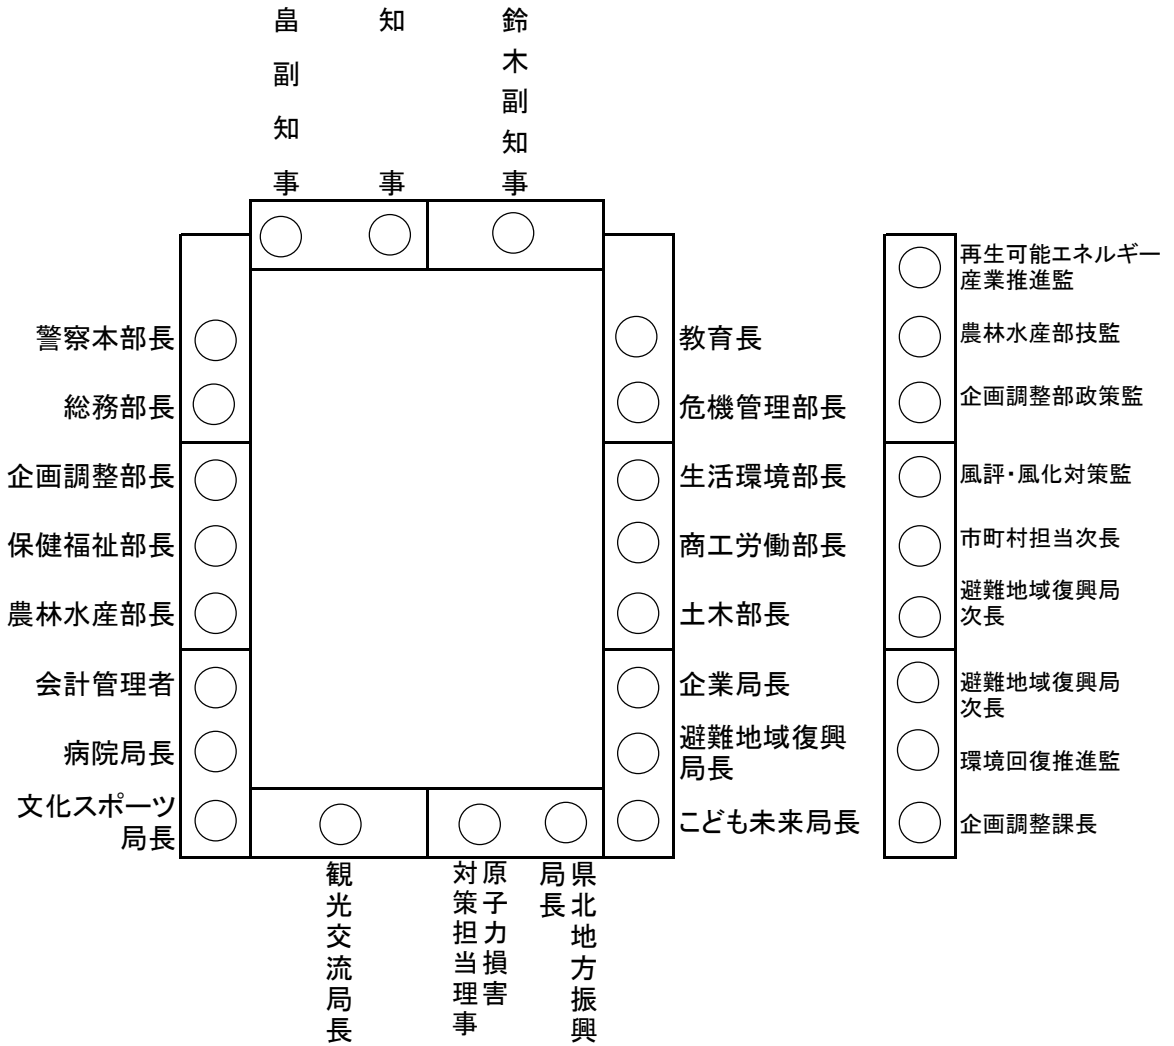 畠副知事
知事
鈴木副知事
警察本部長
総務部長
企画調整部長
保健福祉部長
農林水産部長
会計管理者
病院局長
文化スポーツ
局長
教育長
危機管理部長
生活環境部長
商工労働部長
土木部長
企業局長
避難地域復興
局長
こども未来局長
再生可能エネルギー
産業推進監
農林水産部技監
企画調整部政策監
風評・風化対策監
市町村担当次長
避難地域復興局
次長
避難地域復興局
次長
環境回復推進監
企画調整課長
観光交流局長
原子力損害
対策担当理事
県北地方振興
局長